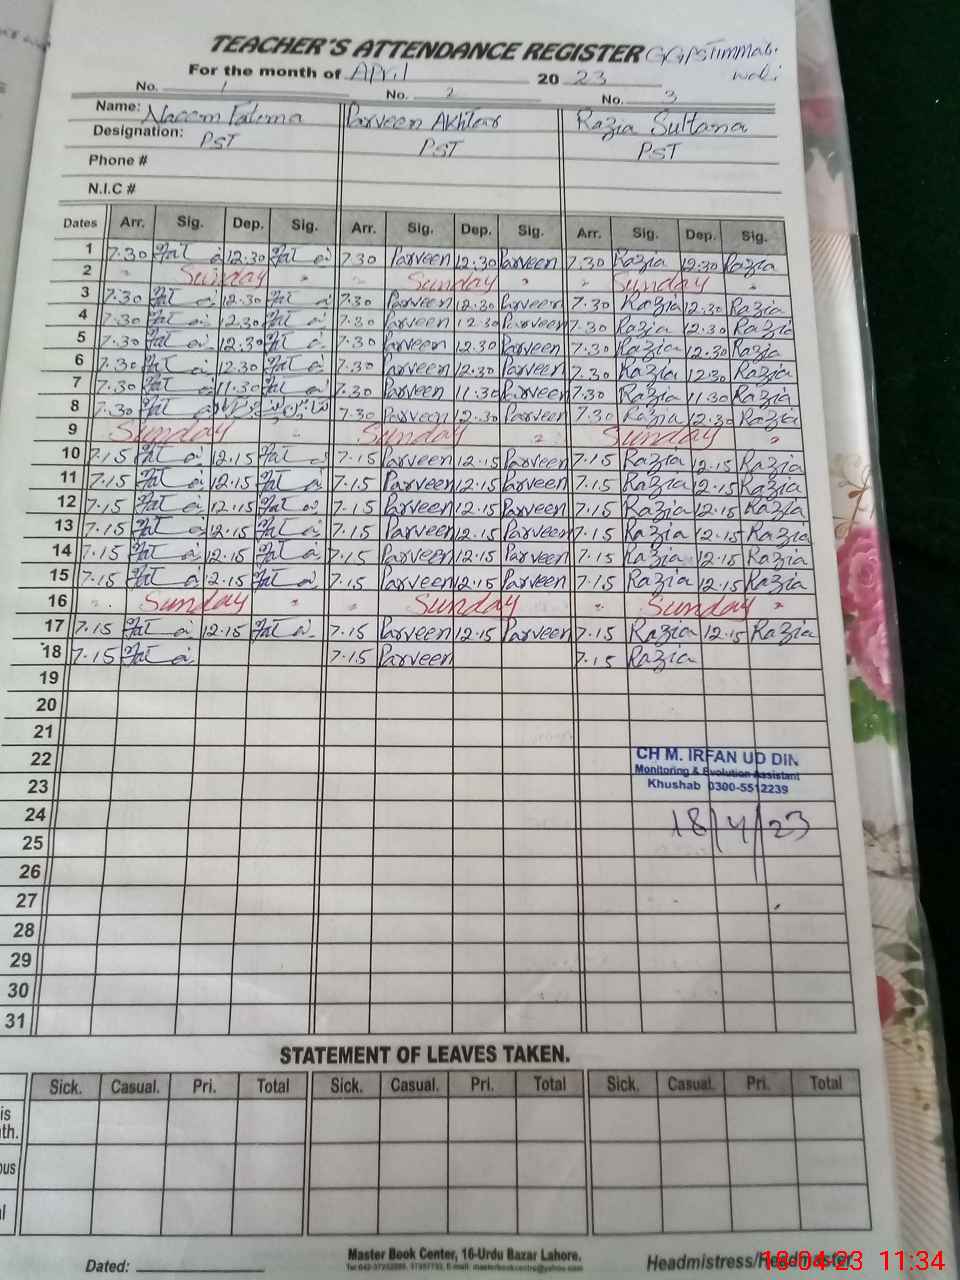 TEACHER'S ATTENDANCE REGISTER GGPS Timmab.
For the month of April 2023 wali
No. 1 No. 2 No. 3
Name: Naeem Fatema Parveen Akhtar Razia Sultana
Designation: PST PST PST
Phone #
N.I.C #
Dates Arr. Sig. Dep. Sig. Arr. Sig. Dep. Sig. Arr. Sig. Dep. Sig.
1 7.30 12.30 7.30 Parveen 12.30 Parveen 7.30 Razia 12.30 Razia
2 " Sunday " " Sunday " " Sunday "
3 7.30 12.30 7.30 Parveen 12.30 Parveen 7.30 Razia 12.30 Razia
4 7.30 12.30 7.30 Parveen 12.30 Parveen 7.30 Razia 12.30 Razia
5 7.30 12.30 7.30 Parveen 12.30 Parveen 7.30 Razia 12.30 Razia
6 7.30 12.30 7.30 Parveen 12.30 Parveen 7.30 Razia 12.30 Razia
7 7.30 11.30 7.30 Parveen 11.30 Parveen 7.30 Razia 11.30 Razia
8 7.30 7.30 Parveen 12.30 Parveen 7.30 Razia 12.30 Razia
9 Sunday " Sunday " Sunday "
10 7.15 12.15 7.15 Parveen 12.15 Parveen 7.15 Razia 12.15 Razia
11 7.15 12.15 7.15 Parveen 12.15 Parveen 7.15 Razia 12.15 Razia
12 7.15 12.15 7.15 Parveen 12.15 Parveen 7.15 Razia 12.15 Razia
13 7.15 12.15 7.15 Parveen 12.15 Parveen 7.15 Razia 12.15 Razia
14 7.15 12.15 7.15 Parveen 12.15 Parveen 7.15 Razia 12.15 Razia
15 7.15 12.15 7.15 Parveen 12.15 Parveen 7.15 Razia 12.15 Razia
16 " Sunday " " Sunday " Sunday "
17 7.15 12.15 7.15 Parveen 12.15 Parveen 7.15 Razia 12.15 Razia
18 7.15 7.15 Parveen 7.15 Razia
19
20
21
22
23
24
25
26
27
28
29
30
31
CH M. IRFAN UD DIN
Monitoring & Evolution Assistant
Khushab 0300-5512239
18/4/23
STATEMENT OF LEAVES TAKEN.
Sick. Casual. Pri. Total Sick. Casual. Pri. Total Sick. Casual. Pri. Total
is
th.
ous
l
Master Book Center, 16-Urdu Bazar Lahore.
Dated: Headmistress/Headmaster
18 04 23 11:34